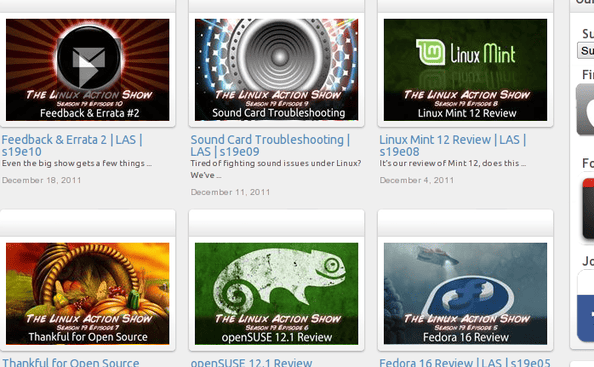 THE LINUX ACTION SHOW
SEASON 19 EPISODE 10
Feedback & Errata #2
THE LINUX ACTION SHOW
SEASON 19 EPISODE 9
Sound Card Troubleshooting
Linux Mint
THE LINUX ACTION SHOW
SEASON 19 EPISODE 8
Linux Mint 12 Review
Feedback & Errata 2 | LAS |
s19e10
Even the big show gets a few things ...
December 18, 2011
Sound Card Troubleshooting |
LAS | s19e09
Tired of fighting sound issues under Linux?
We've ...
December 11, 2011
Linux Mint 12 Review | LAS |
s19e08
It's our review of Mint 12, does this ...
December 4, 2011
THE LINUX ACTION SHOW
SEASON 19 EPISODE 7
Thankful for Open Source
THE LINUX ACTION SHOW
SEASON 19 EPISODE 6
openSUSE 12.1 Review
THE LINUX ACTION SHOW
SEASON 19 EPISODE 5
Fedora 16 Review
Thankful for Open Source
openSUSE 12.1 Review
Fedora 16 Review | LAS | s19e05
Su
Su
Fi
Fo
Jo